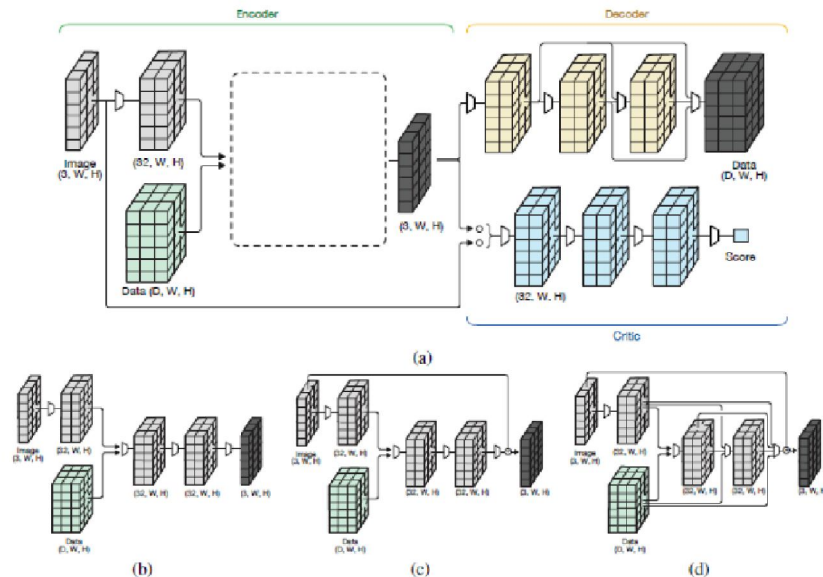 Encoder
Decoder
Image
(3, W, H)
(32, W, H)
Data (D, W, H)
(3, W, H)
Data
(D, W, H)
(32, W, H)
Score
Critic
(a)
Image
(3, W, H)
(32, W, H)
(32, W, H)
(32, W, H)
(3, W, H)
Data
(D, W, H)
(b)
Image
(3, W, H)
(32, W, H)
(32, W, H)
(32, W, H)
(3, W, H)
Data
(D, W, H)
(c)
Image
(3, W, H)
(32, W, H)
(32, W, H)
(32, W, H)
(3, W, H
Data
(D, W, H)
(d)